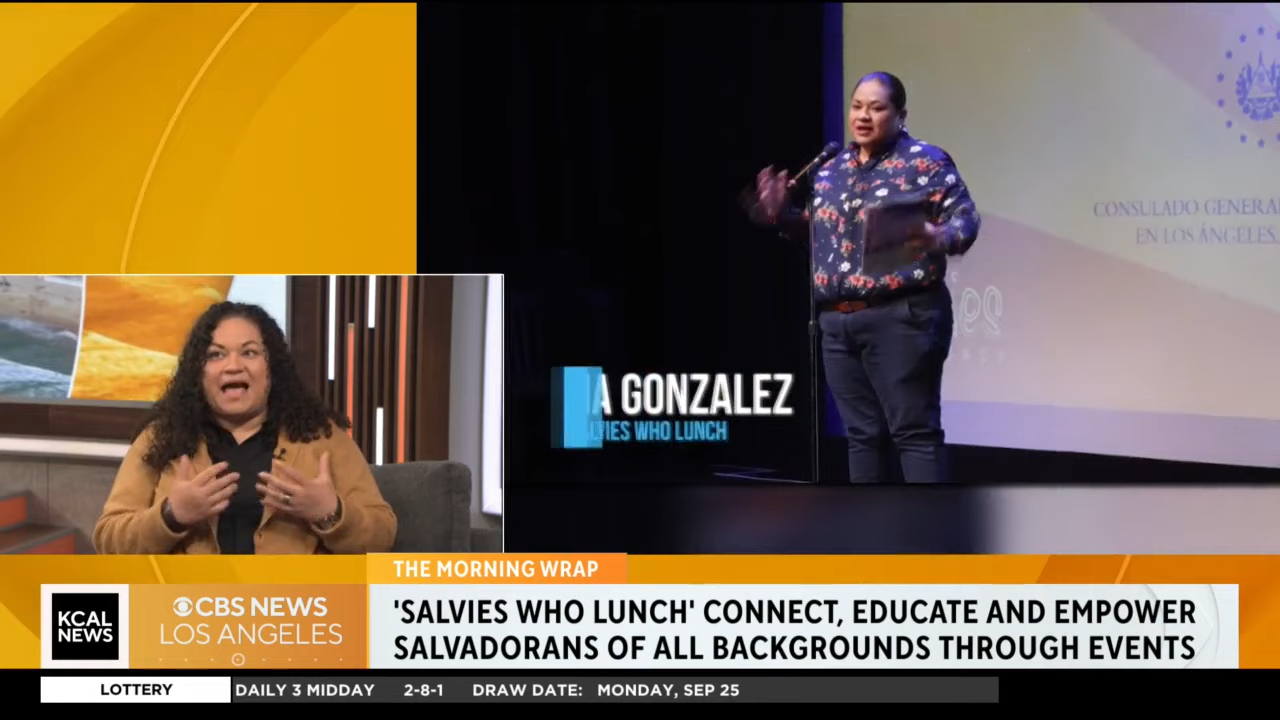 CONSULADO GENERAL
EN LOS ÁNGELES,
A GONZALEZ
VIES WHO LUNCH
THE MORNING WRAP
KCAL
NEWS
CBS NEWS
LOS ANGELES
'SALVIES WHO LUNCH' CONNECT, EDUCATE AND EMPOWER
SALVADORANS OF ALL BACKGROUNDS THROUGH EVENTS
LOTTERY
DAILY 3 MIDDAY 2-8-1 DRAW DATE: MONDAY, SEP 25